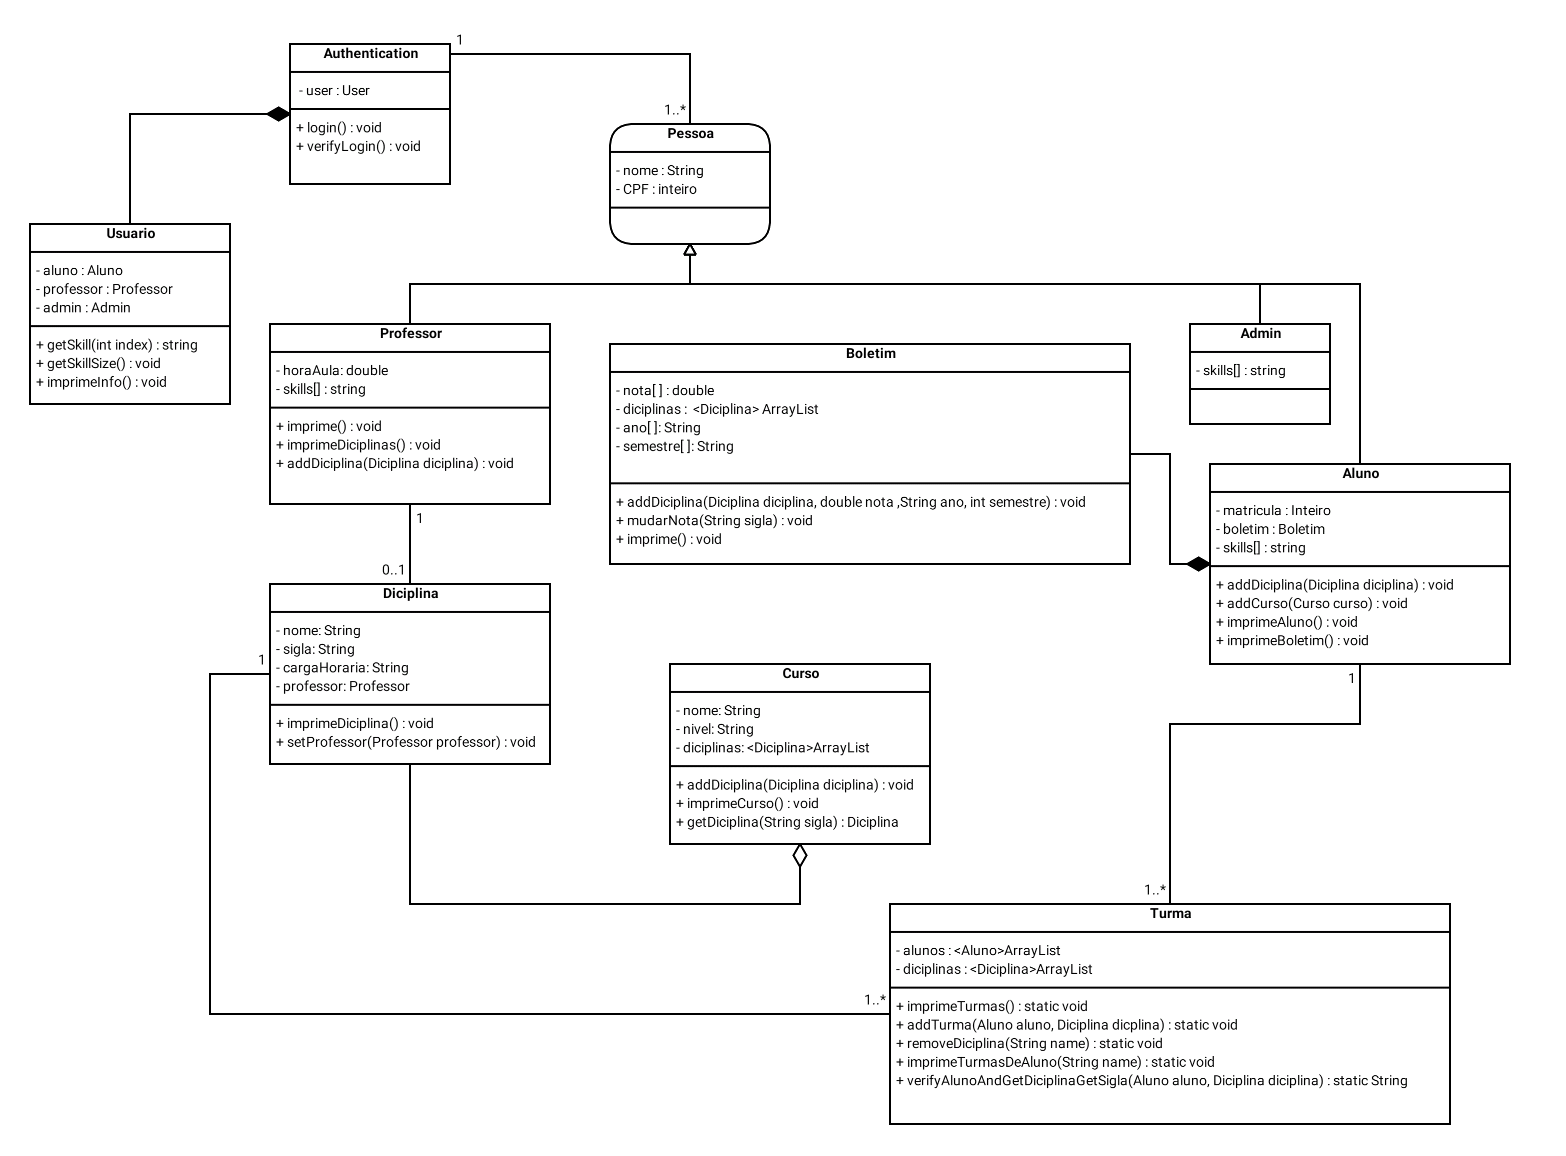 Authentication
- user : User
+ login() : void
+ verifyLogin() : void
1
1..*
Pessoa
- nome : String
- CPF : inteiro
Usuario
- aluno : Aluno
- professor : Professor
- admin : Admin
+ getSkill(int index) : string
+ getSkillSize() : void
+ imprimeInfo() : void
Professor
- horaAula: double
- skills[] : string
+ imprime() : void
+ imprimeDiciplinas() : void
+ addDiciplina(Diciplina diciplina) : void
1
0..1
Boletim
- nota[ ] : double
- diciplinas : <Diciplina> ArrayList
- ano[ ]: String
- semestre[ ]: String
+ addDiciplina(Diciplina diciplina, double nota ,String ano, int semestre) : void
+ mudarNota(String sigla) : void
+ imprime() : void
Admin
- skills[] : string
Aluno
- matricula : Inteiro
- boletim : Boletim
- skills[] : string
+ addDiciplina(Diciplina diciplina) : void
+ addCurso(Curso curso) : void
+ imprimeAluno() : void
+ imprimeBoletim() : void
1
1..*
Diciplina
- nome: String
- sigla: String
- cargaHoraria: String
- professor: Professor
+ imprimeDiciplina() : void
+ setProfessor(Professor professor) : void
1
1..*
Curso
- nome: String
- nivel: String
- diciplinas: <Diciplina>ArrayList
+ addDiciplina(Diciplina diciplina) : void
+ imprimeCurso() : void
+ getDiciplina(String sigla) : Diciplina
Turma
- alunos : <Aluno>ArrayList
- diciplinas : <Diciplina>ArrayList
+ imprimeTurmas() : static void
+ addTurma(Aluno aluno, Diciplina dicplina) : static void
+ removeDiciplina(String name) : static void
+ imprimeTurmasDeAluno(String name) : static void
+ verifyAlunoAndGetDiciplinaGetSigla(Aluno aluno, Diciplina diciplina) : static String